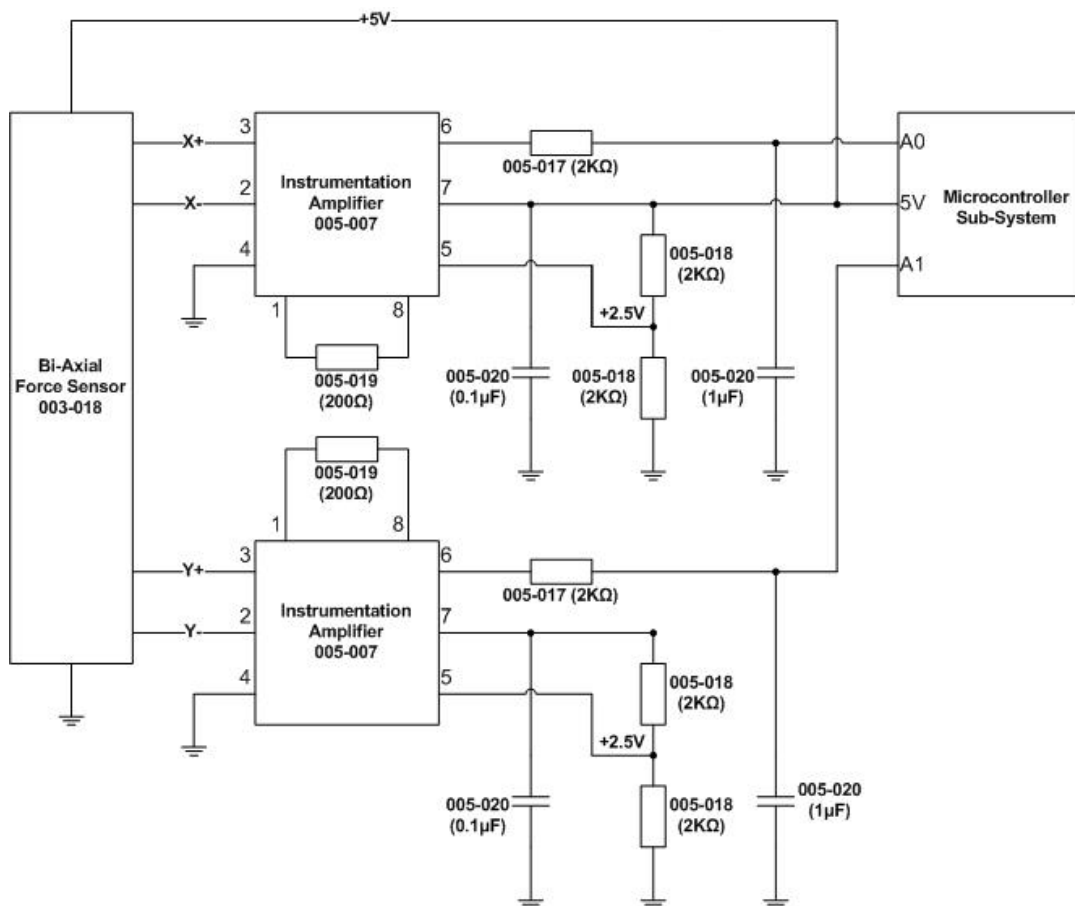 +5V
X+
X-
3
2
4
1
8
6
7
5
Instrumentation
Amplifier
005-007
005-017 (2KΩ)
A0
5V
A1
Microcontroller
Sub-System
005-018
(2KΩ)
+2.5V
005-019
(200Ω)
005-020
(0.1µF)
005-018
(2KΩ)
005-020
(1µF)
Bi-Axial
Force Sensor
003-018
005-019
(200Ω)
1
8
Y+
Y-
3
2
4
6
7
5
Instrumentation
Amplifier
005-007
005-017 (2KΩ)
005-018
(2KΩ)
+2.5V
005-020
(0.1µF)
005-018
(2KΩ)
005-020
(1µF)